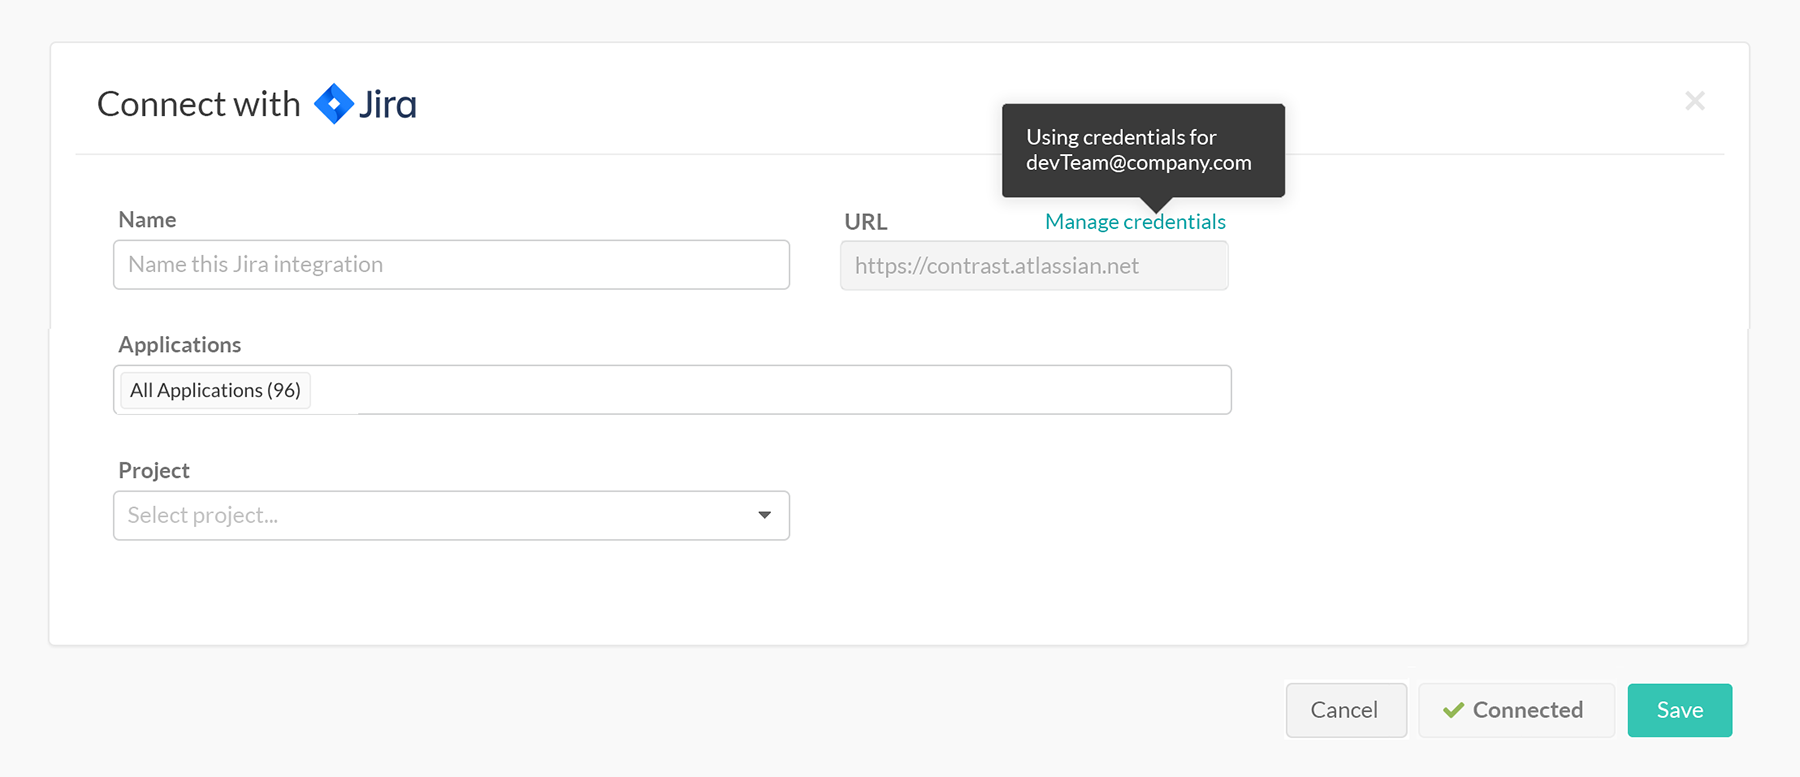 Connect with Jira
Using credentials for
devTeam@company.com
Name
URL
Manage credentials
Name this Jira integration
https://contrast.atlassian.net
Applications
All Applications (96)
Project
Select project...
Cancel
Connected
Save